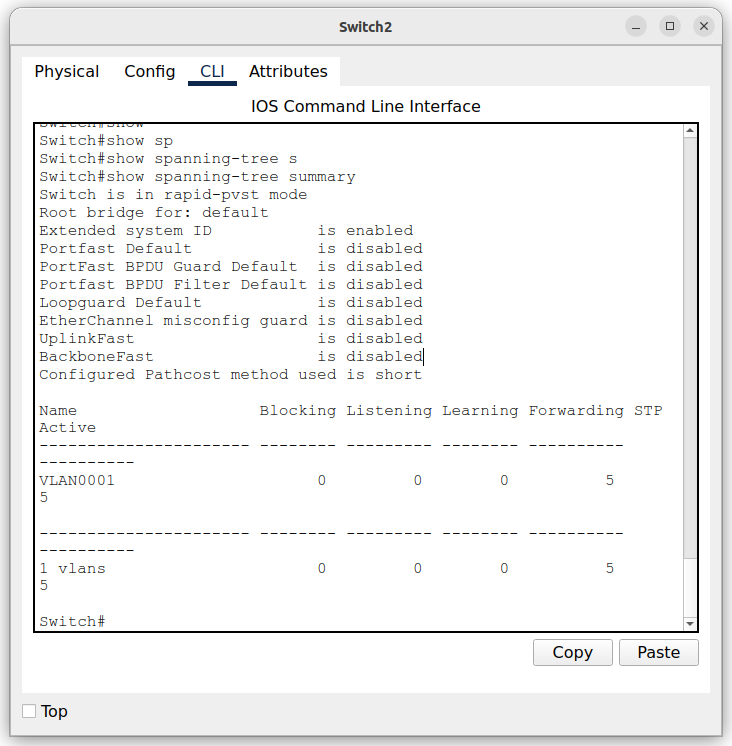 Switch2
Physical Config CLI Attributes
IOS Command Line Interface
Switch#show
Switch#show sp
Switch#show spanning-tree s
Switch#show spanning-tree summary
Switch is in rapid-pvst mode
Root bridge for: default
Extended system ID           is enabled
Portfast Default             is disabled
PortFast BPDU Guard Default  is disabled
Portfast BPDU Filter Default is disabled
Loopguard Default            is disabled
EtherChannel misconfig guard is disabled
UplinkFast                   is disabled
BackboneFast                 is disabled
Configured Pathcost method used is short
Name                   Blocking Listening Learning Forwarding STP
Active
---------------------- -------- --------- -------- ----------
----------
VLAN0001                     0         0        0          5
5
---------------------- -------- --------- -------- ----------
----------
1 vlans                      0         0        0          5
5
Switch#
Copy Paste
Top